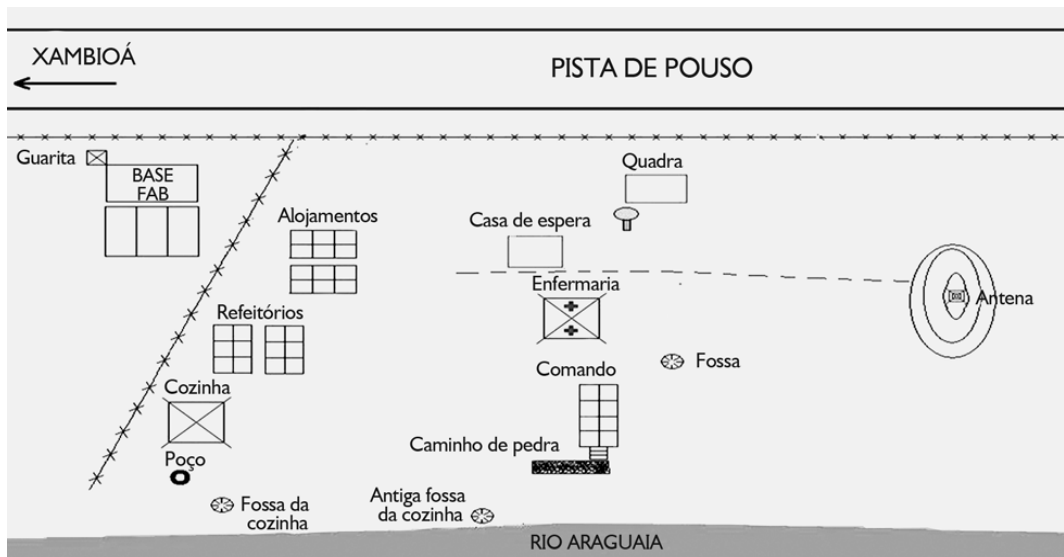 XAMBIOÁ
PISTA DE POUSO
Guarita
BASE
FAB
Quadra
Alojamentos
Casa de espera
Enfermaria
Antena
Refeitórios
Fossa
Comando
Cozinha
Caminho de pedra
Poço
Fossa da
cozinha
Antiga fossa
da cozinha
RIO ARAGUAIA